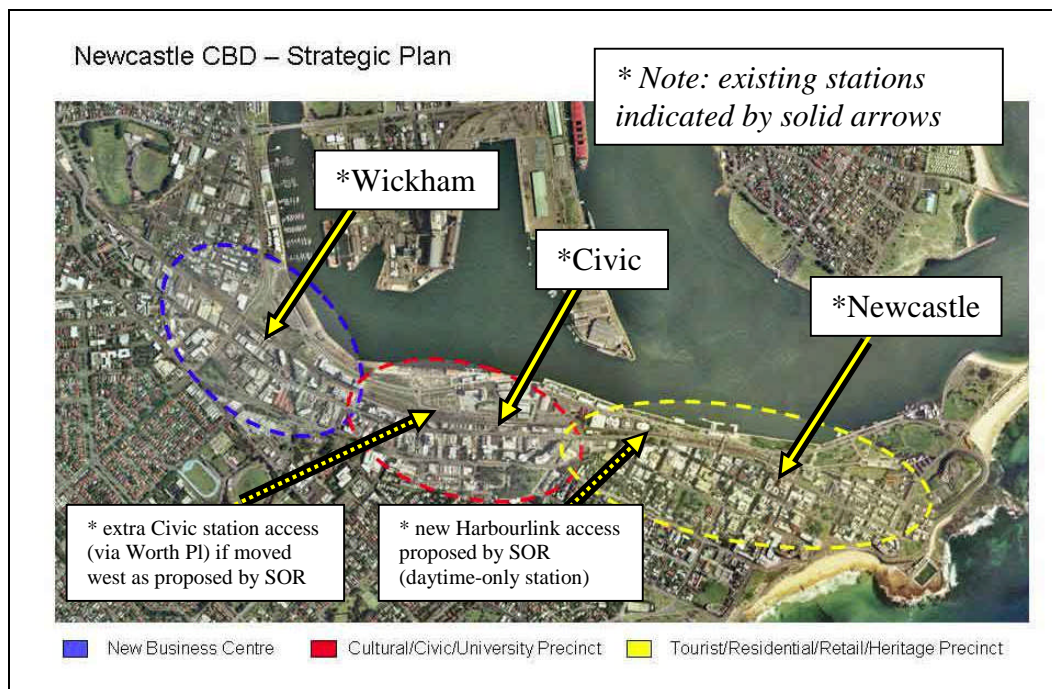 Newcastle CBD – Strategic Plan
* Note: existing stations
indicated by solid arrows
*Wickham
*Civic
*Newcastle
* extra Civic station access
(via Worth Pl) if moved
west as proposed by SOR
* new Harbourlink access
proposed by SOR
(daytime-only station)
New Business Centre
Cultural/Civic/University Precinct
Tourist/Residential/Retail/Heritage Precinct